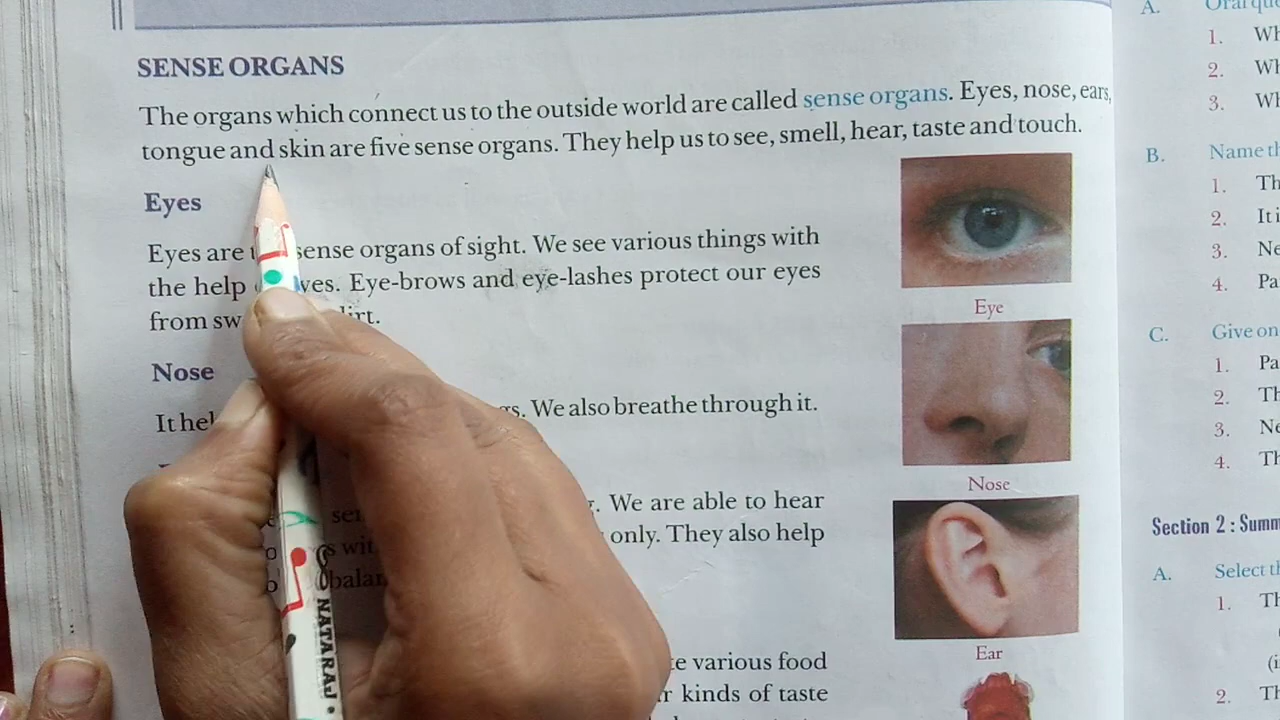 SENSE ORGANS
The organs which connect us to the outside world are called sense organs. Eyes, nose, ears,
tongue and skin are five sense organs. They help us to see, smell, hear, taste and touch.
Eyes
Eyes are sense organs of sight. We see various things with
the help yes. Eye-brows and eye-lashes protect our eyes
from sw irt.
Eye
Nose
It hel gs. We also breathe through it.
Nose
. We are able to hear
s wit only. They also help
balan
Ear
te various food
r kinds of taste
NATARAJ
A. Oral que
1. Wh
2. Wh
3. Wh
B. Name th
1. Th
2. It i
3. Ne
4. Pa
C. Give on
1. Pa
2. Th
3. Ne
4. Th
Section 2 : Summ
A. Select th
1. Th
(i
2. Th